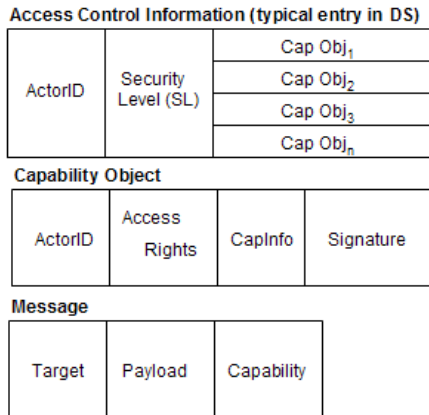 Access Control Information (typical entry in DS)
ActorID
Security
Level (SL)
Cap Obj1
Cap Obj2
Cap Obj3
Cap Objn
Capability Object
ActorID
Access
Rights
CapInfo
Signature
Message
Target
Payload
Capability